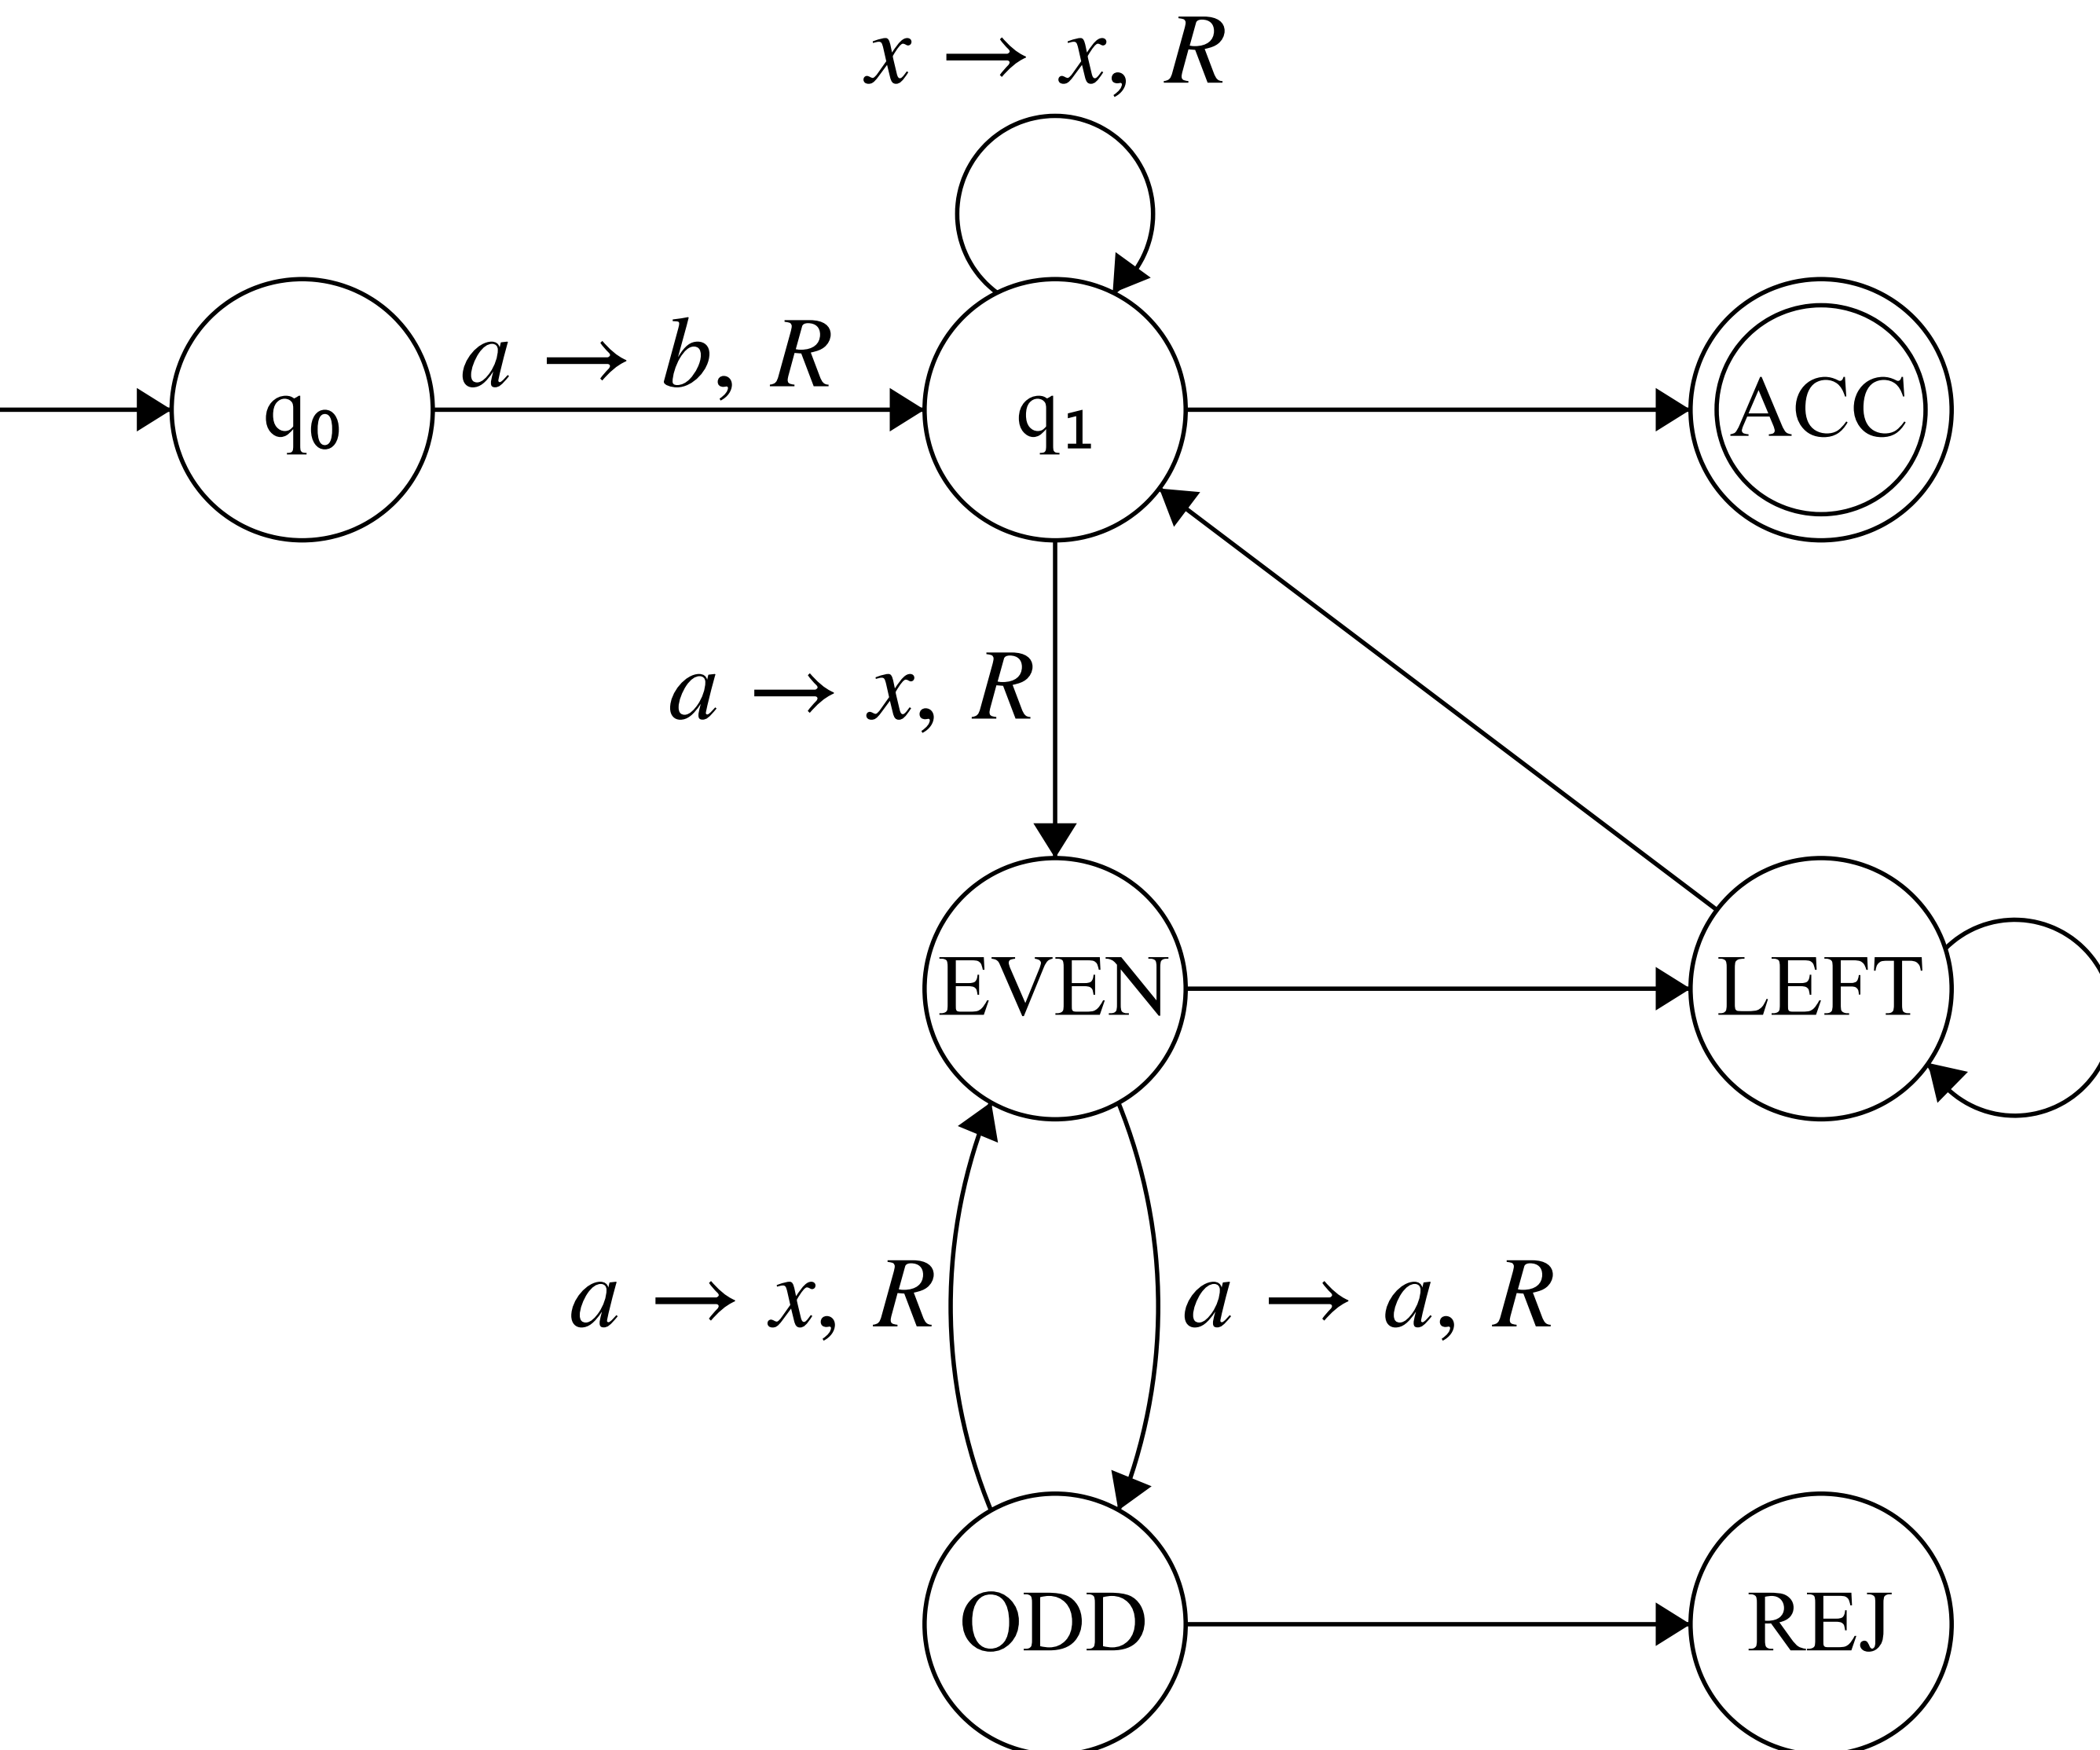 x → x, R
a → b, R
q₀
q₁
ACC
a → x, R
EVEN
LEFT
a → x, R
a → a, R
ODD
REJ